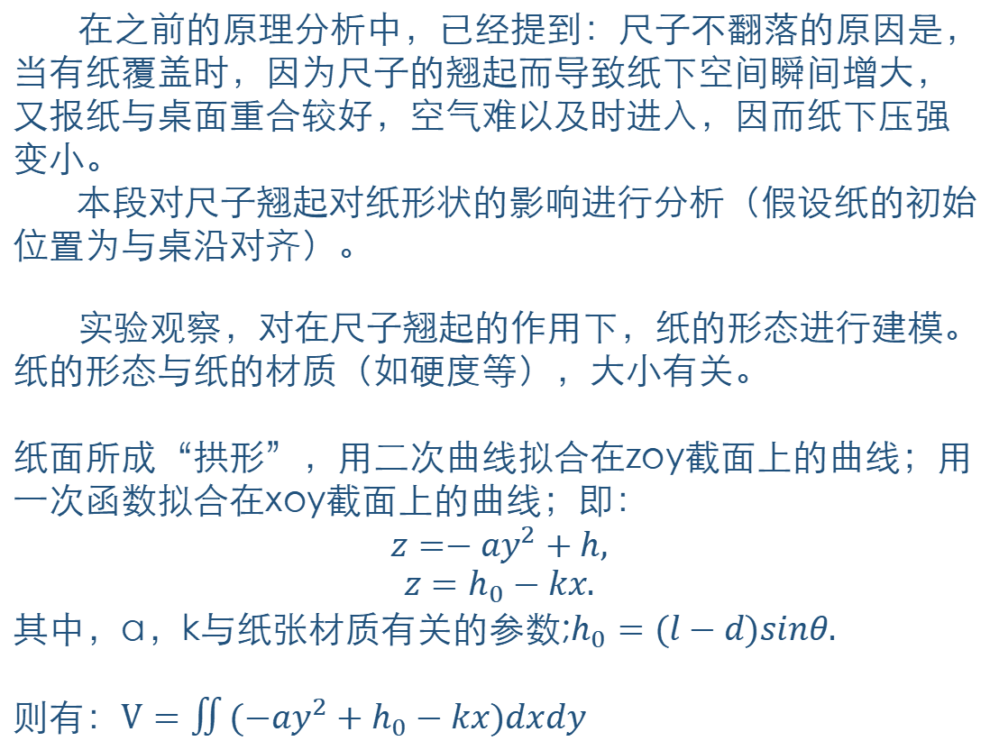 在之前的原理分析中，已经提到：尺子不翻落的原因是，
当有纸覆盖时，因为尺子的翘起而导致纸下空间瞬间增大，
又报纸与桌面重合较好，空气难以及时进入，因而纸下压强
变小。
本段对尺子翘起对纸形状的影响进行分析（假设纸的初始
位置为与桌沿对齐）。
实验观察，对在尺子翘起的作用下，纸的形态进行建模。
纸的形态与纸的材质（如硬度等），大小有关。
纸面所成“拱形”，用二次曲线拟合在zoy截面上的曲线；用
一次函数拟合在xoy截面上的曲线；即：
z =− ay² + h,
z = h₀ − kx.
其中，a，k与纸张材质有关的参数;h₀ = (l − d)sinθ.
则有：V = ∬ (−ay² + h₀ − kx)dxdy